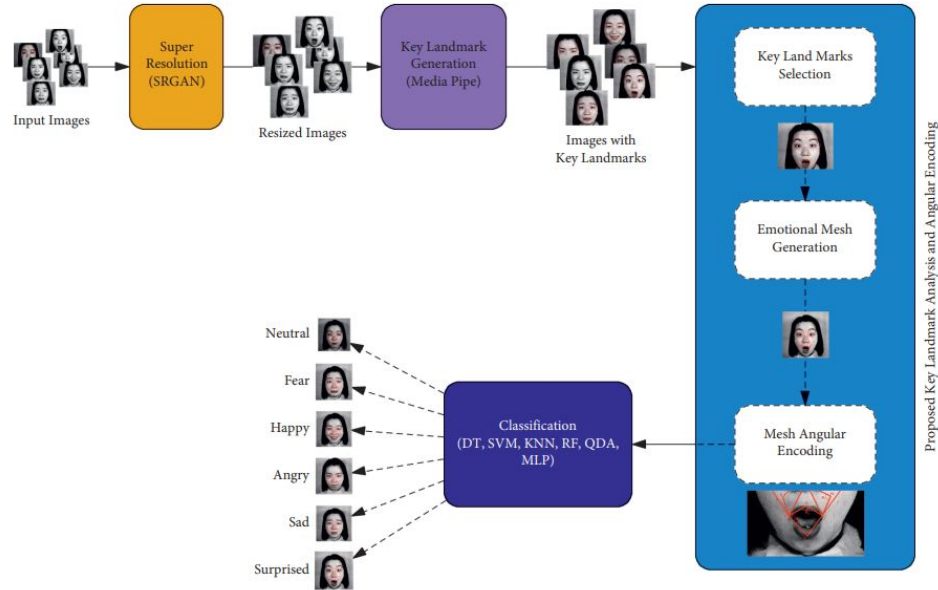 Input Images
Super
Resolution
(SRGAN)
Resized Images
Key Landmark
Generation
(Media Pipe)
Images with
Key Landmarks
Key Land Marks
Selection
Emotional Mesh
Generation
Mesh Angular
Encoding
Proposed Key Landmark Analysis and Angular Encoding
Classification
(DT, SVM, KNN, RF, QDA,
MLP)
Neutral
Fear
Happy
Angry
Sad
Surprised